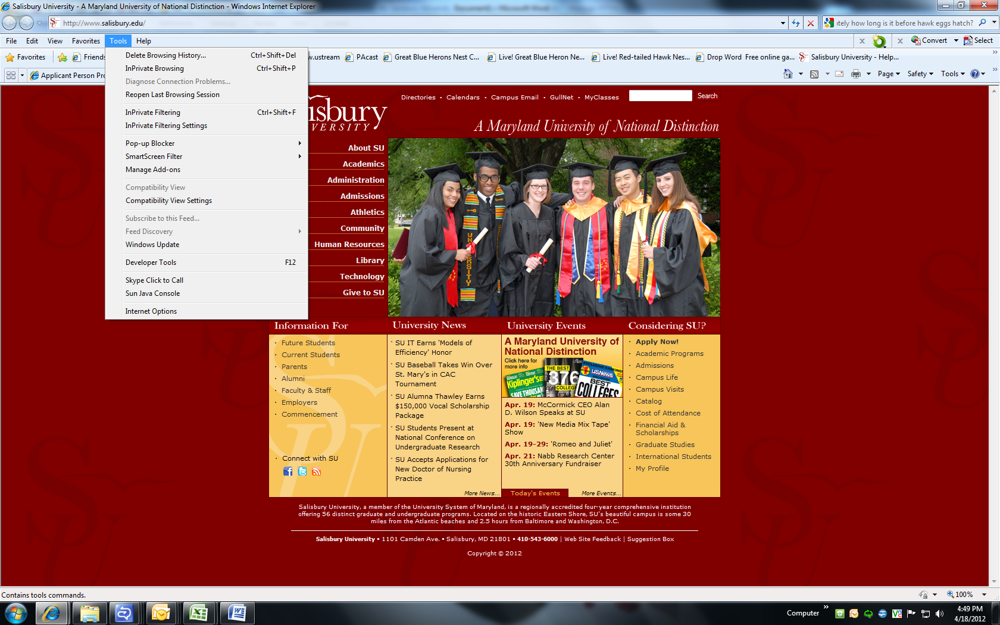 Salisbury University - A Maryland University of National Distinction - Windows Internet Explorer
http://www.salisbury.edu/
itely how long is it before hawk eggs hatch?
File Edit View Favorites Tools Help
Convert Select
Favorites Friends w.ustream PAcast Great Blue Herons Nest C... Live! Great Blue Heron Ne... Live! Red-tailed Hawk Nes... Drop Word Free online ga... Salisbury University - Help...
Applicant Person Pro
Page Safety Tools
Delete Browsing History... Ctrl+Shift+Del
InPrivate Browsing Ctrl+Shift+P
Diagnose Connection Problems...
Reopen Last Browsing Session
InPrivate Filtering Ctrl+Shift+F
InPrivate Filtering Settings
Pop-up Blocker
SmartScreen Filter
Manage Add-ons
Compatibility View
Compatibility View Settings
Subscribe to this Feed...
Feed Discovery
Windows Update
Developer Tools F12
Skype Click to Call
Sun Java Console
Internet Options
Directories • Calendars • Campus Email • GullNet • MyClasses Search
isbury
VERSITY
A Maryland University of National Distinction
About SU
Academics
Administration
Admissions
Athletics
Community
Human Resources
Library
Technology
Give to SU
Information For
Future Students
Current Students
Parents
Alumni
Faculty & Staff
Employers
Commencement
Connect with SU
University News
SU IT Earns 'Models of
Efficiency' Honor
SU Baseball Takes Win Over
St. Mary's in CAC
Tournament
SU Alumna Thawley Earns
$150,000 Vocal Scholarship
Package
SU Students Present at
National Conference on
Undergraduate Research
SU Accepts Applications for
New Doctor of Nursing
Practice
More News...
University Events
A Maryland University of
National Distinction
Click here for
more info
Kiplinger's
SAVE THOUSAN
THE BEST
376
COLLEG
EXCLUSIVE RANKINGS
USNews
BEST
COLLEGES
Apr. 19: McCormick CEO Alan
D. Wilson Speaks at SU
Apr. 19: 'New Media Mix Tape'
Show
Apr. 19-29: 'Romeo and Juliet'
Apr. 21: Nabb Research Center
30th Anniversary Fundraiser
Today's Events More Events...
Considering SU?
Apply Now!
Academic Programs
Admissions
Campus Life
Campus Visits
Catalog
Cost of Attendance
Financial Aid &
Scholarships
Graduate Studies
International Students
My Profile
Salisbury University, a member of the University System of Maryland, is a regionally accredited four-year comprehensive institution
offering 56 distinct graduate and undergraduate programs. Located on the historic Eastern Shore, SU's beautiful campus is some 30
miles from the Atlantic beaches and 2.5 hours from Baltimore and Washington, D.C.
Salisbury University • 1101 Camden Ave. • Salisbury, MD 21801 • 410-543-6000 | Web Site Feedback | Suggestion Box
Copyright © 2012
Contains tools commands.
100%
Computer
4:49 PM
4/18/2012